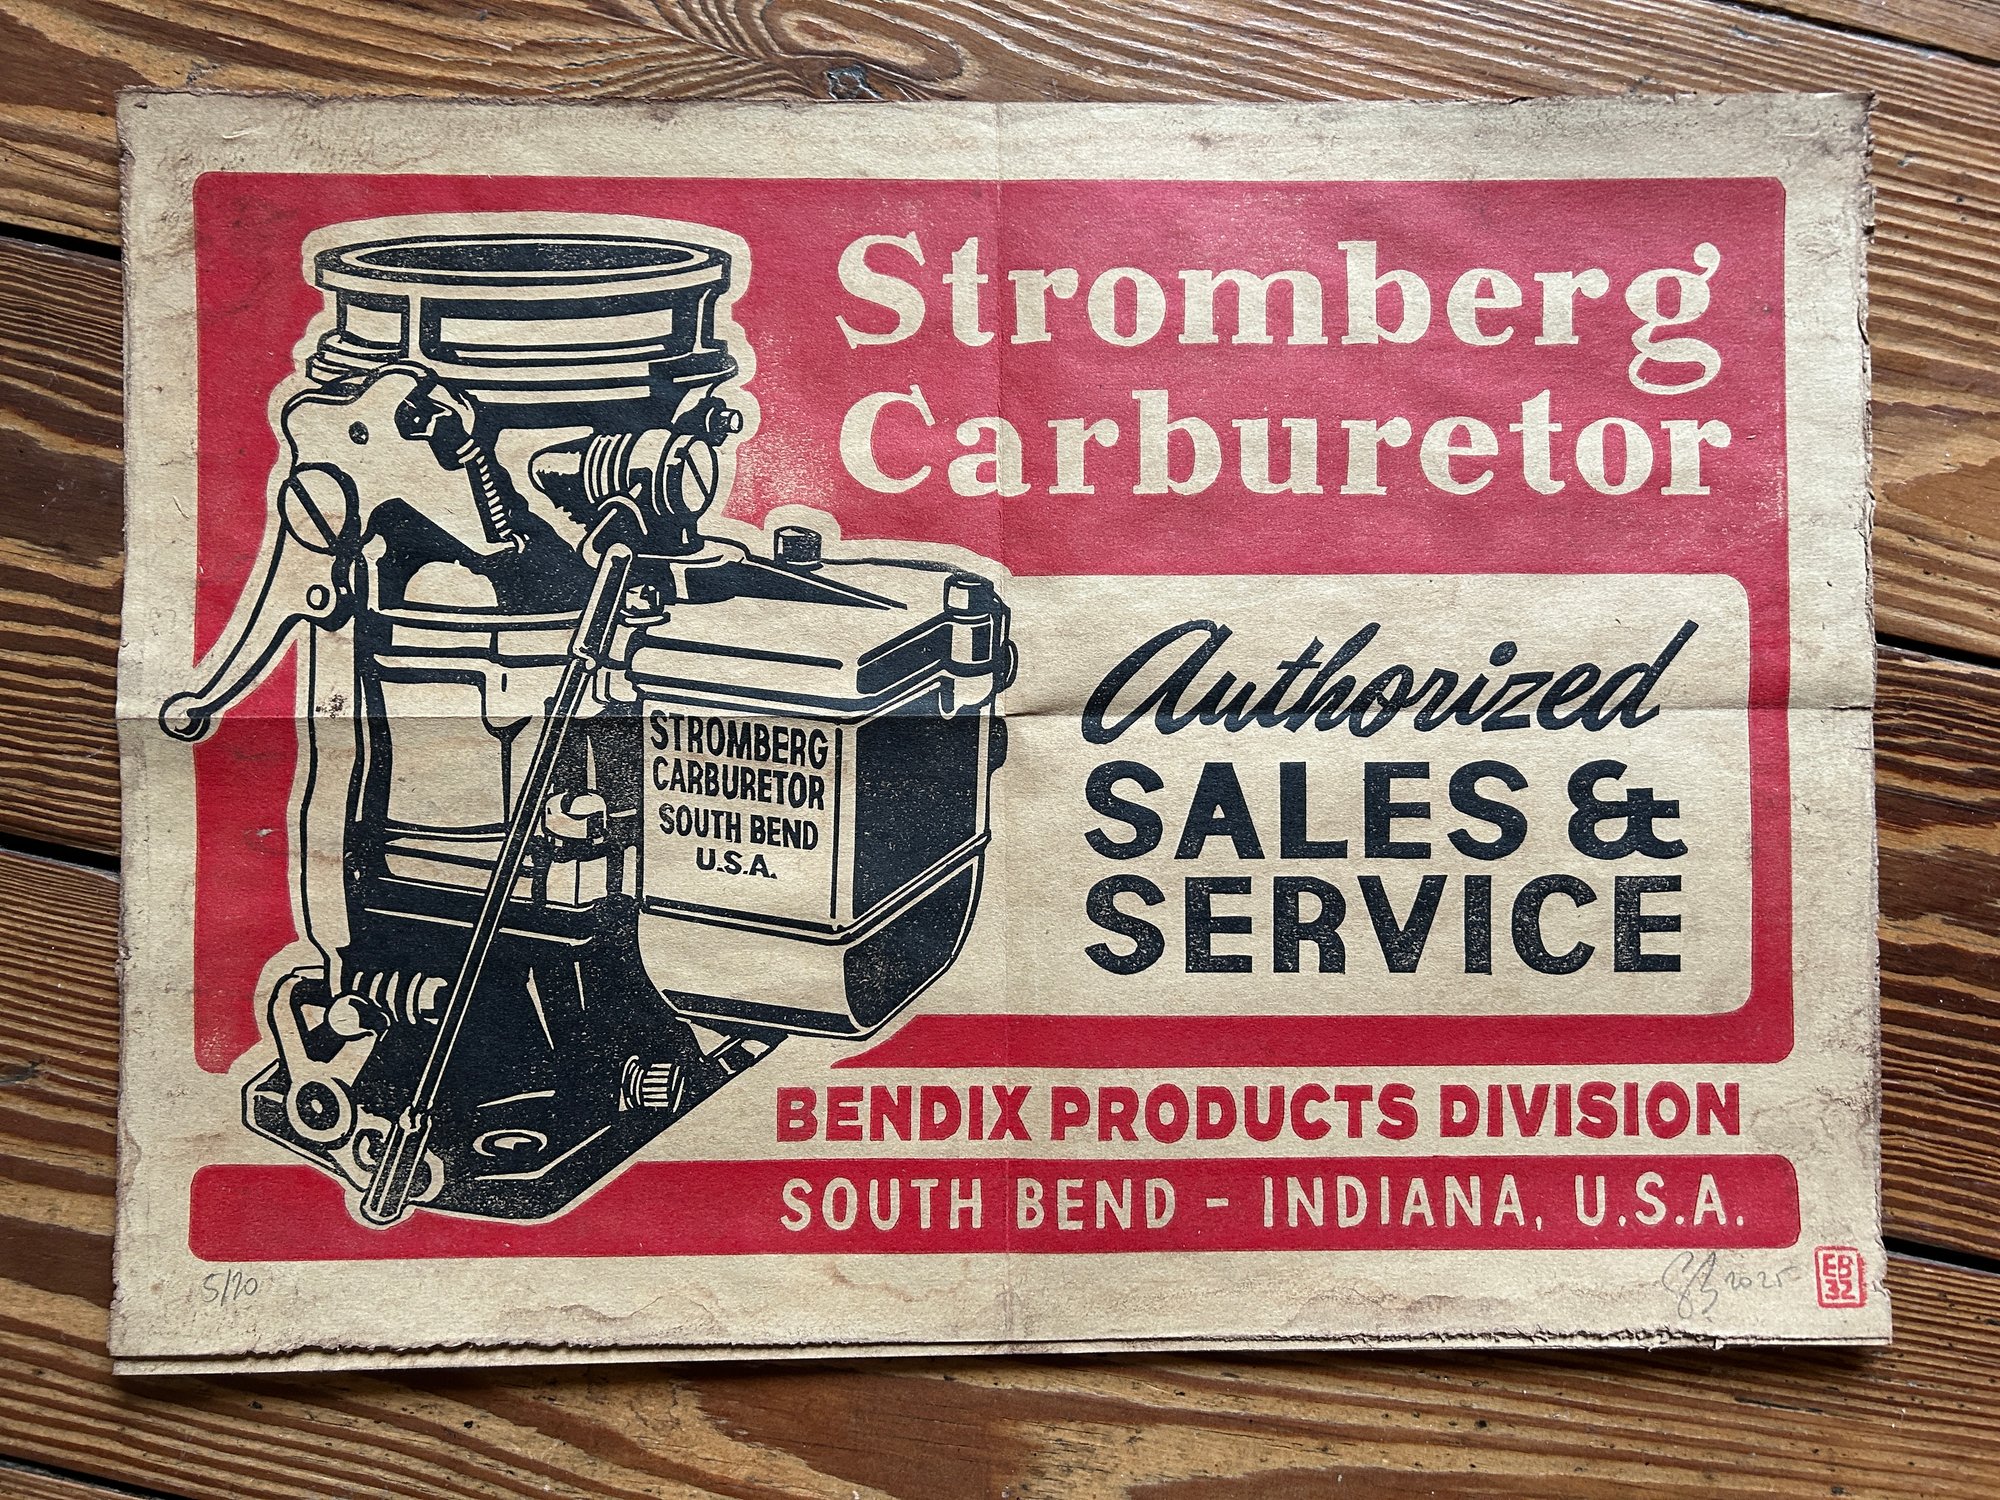 Stromberg
Carburetor
Authorized
SALES &
SERVICE
STROMBERG
CARBURETOR
SOUTH BEND
U.S.A.
BENDIX PRODUCTS DIVISION
SOUTH BEND - INDIANA, U.S.A.
5/20
2025
EB
32